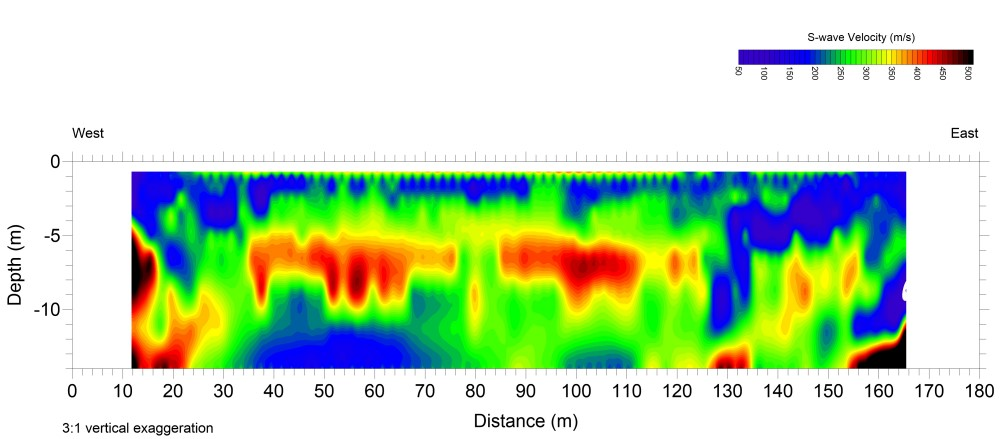 S-wave Velocity (m/s)
50 100 150 200 250 300 350 400 450 500
West East
0
-5
-10
Depth (m)
0 10 20 30 40 50 60 70 80 90 100 110 120 130 140 150 160 170 180
Distance (m)
3:1 vertical exaggeration